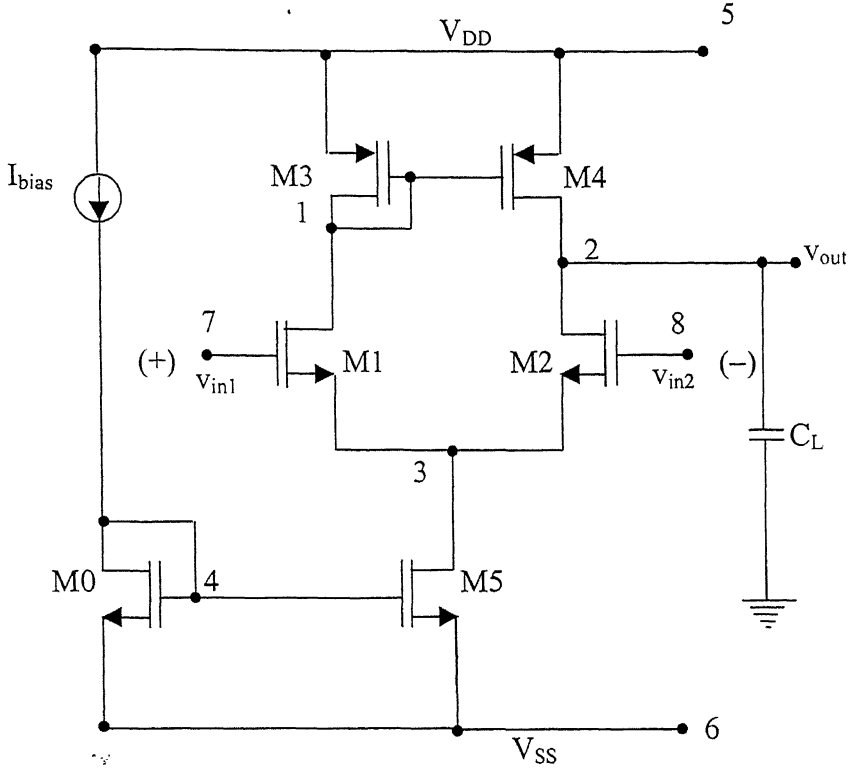 5
V_DD
I_bias
M3
M4
1
2
v_out
7
8
(+)
v_in1
M1
M2
v_in2
(−)
C_L
3
M0
4
M5
6
V_SS